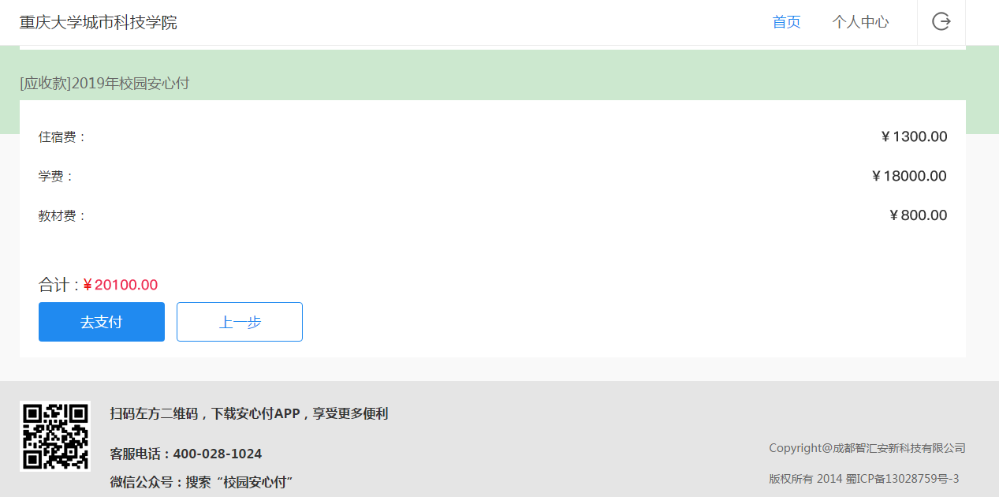 重庆大学城市科技学院 首页 个人中心
[应收款]2019年校园安心付
住宿费： ¥1300.00
学费： ¥18000.00
教材费： ¥800.00
合计：¥20100.00
去支付 上一步
扫码左方二维码，下载安心付APP，享受更多便利
客服电话：400-028-1024
微信公众号：搜索“校园安心付”
Copyright@成都智汇安新科技有限公司
版权所有 2014 蜀ICP备13028759号-3